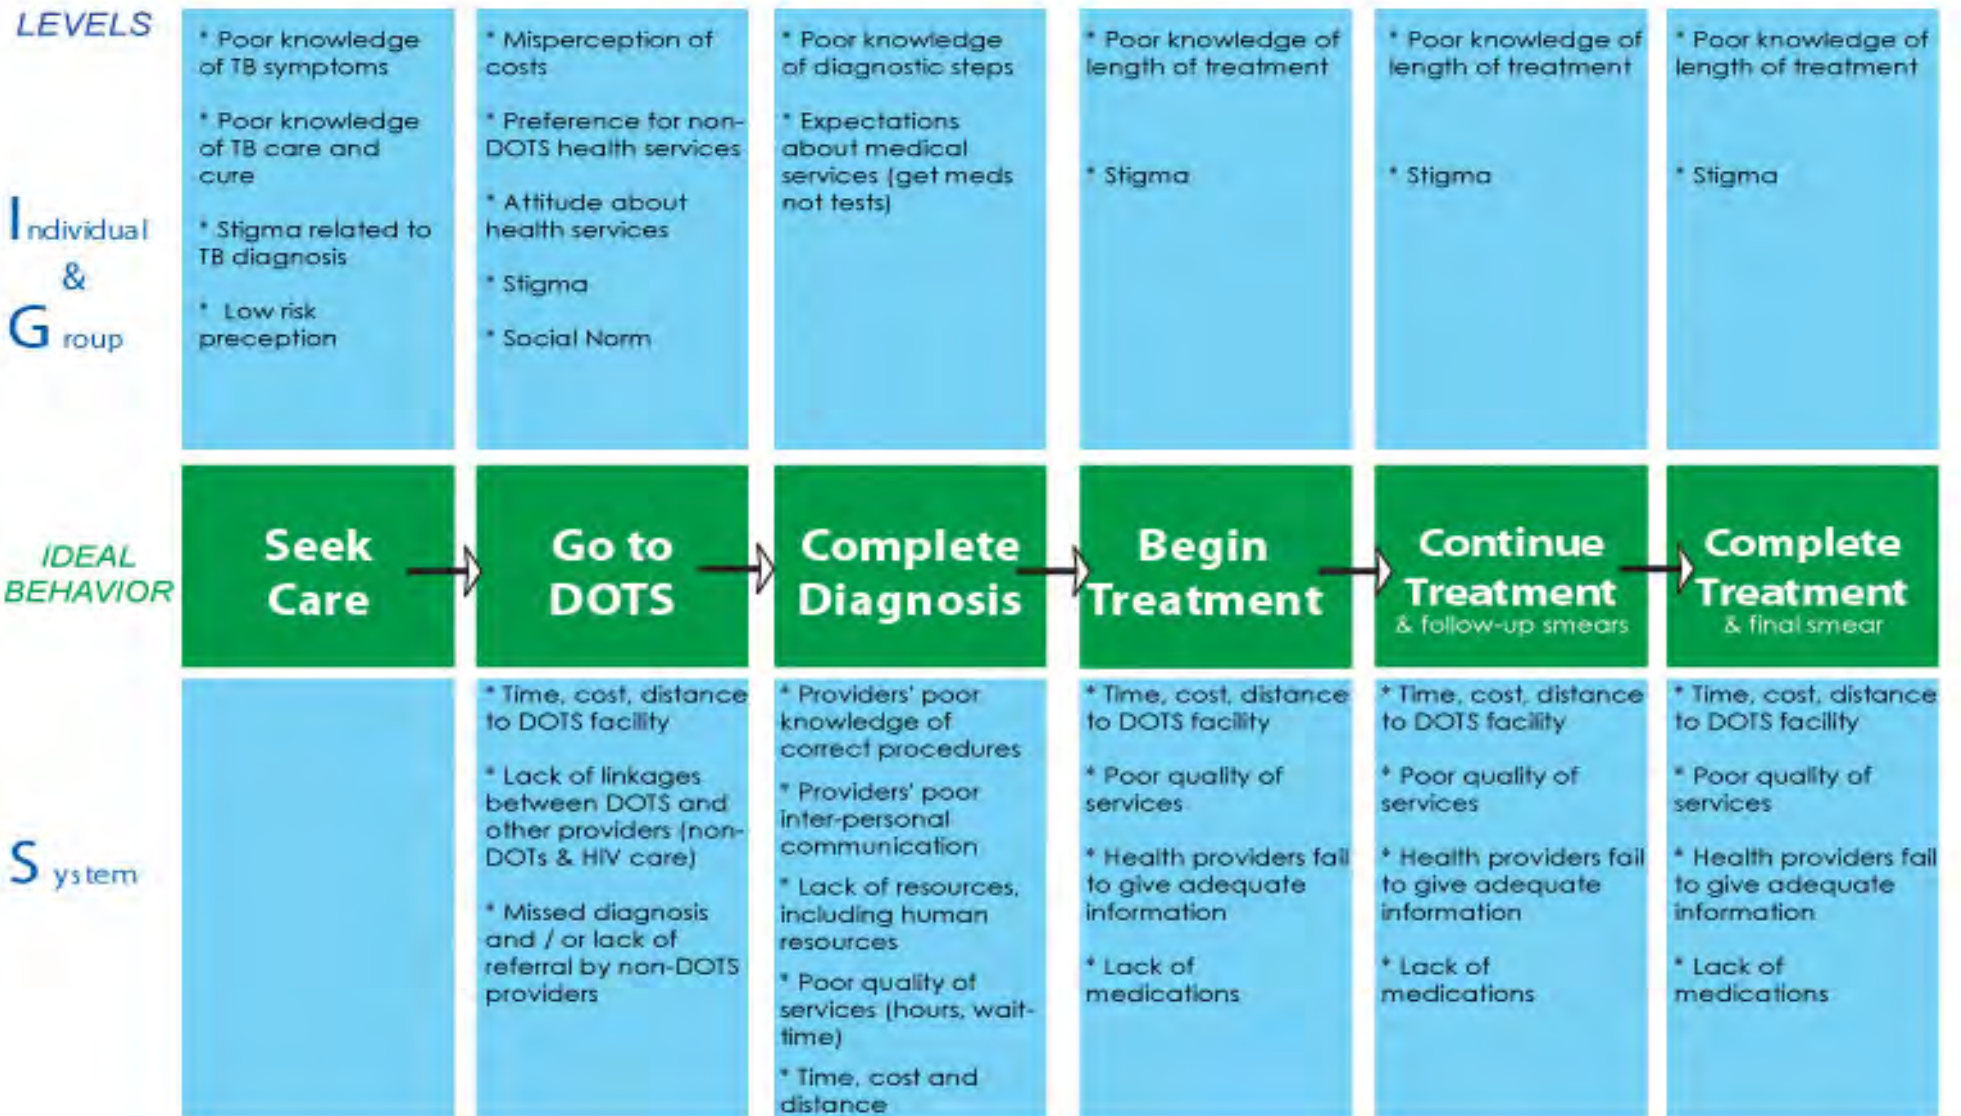 LEVELS
* Poor knowledge
of TB symptoms
* Poor knowledge
of TB care and
cure
* Stigma related to
TB diagnosis
* Low risk
preception
* Misperception of
costs
* Preference for non-
DOTS health services
* Attitude about
health services
* Stigma
* Social Norm
* Poor knowledge
of diagnostic steps
* Expectations
about medical
services (get meds
not tests)
* Poor knowledge of
length of treatment
* Stigma
* Poor knowledge of
length of treatment
* Stigma
* Poor knowledge of
length of treatment
* Stigma
Individual
&
Group
IDEAL
BEHAVIOR
Seek
Care
Go to
DOTS
Complete
Diagnosis
Begin
Treatment
Continue
Treatment
& follow-up smears
Complete
Treatment
& final smear
System
* Time, cost, distance
to DOTS facility
* Lack of linkages
between DOTS and
other providers (non-
DOTs & HIV care)
* Missed diagnosis
and / or lack of
referral by non-DOTS
providers
* Providers' poor
knowledge of
correct procedures
* Providers' poor
inter-personal
communication
* Lack of resources,
including human
resources
* Poor quality of
services (hours, wait-
time)
* Time, cost and
distance
* Time, cost, distance
to DOTS facility
* Poor quality of
services
* Health providers fail
to give adequate
information
* Lack of
medications
* Time, cost, distance
to DOTS facility
* Poor quality of
services
* Health providers fail
to give adequate
information
* Lack of
medications
* Time, cost, distance
to DOTS facility
* Poor quality of
services
* Health providers fail
to give adequate
information
* Lack of
medications